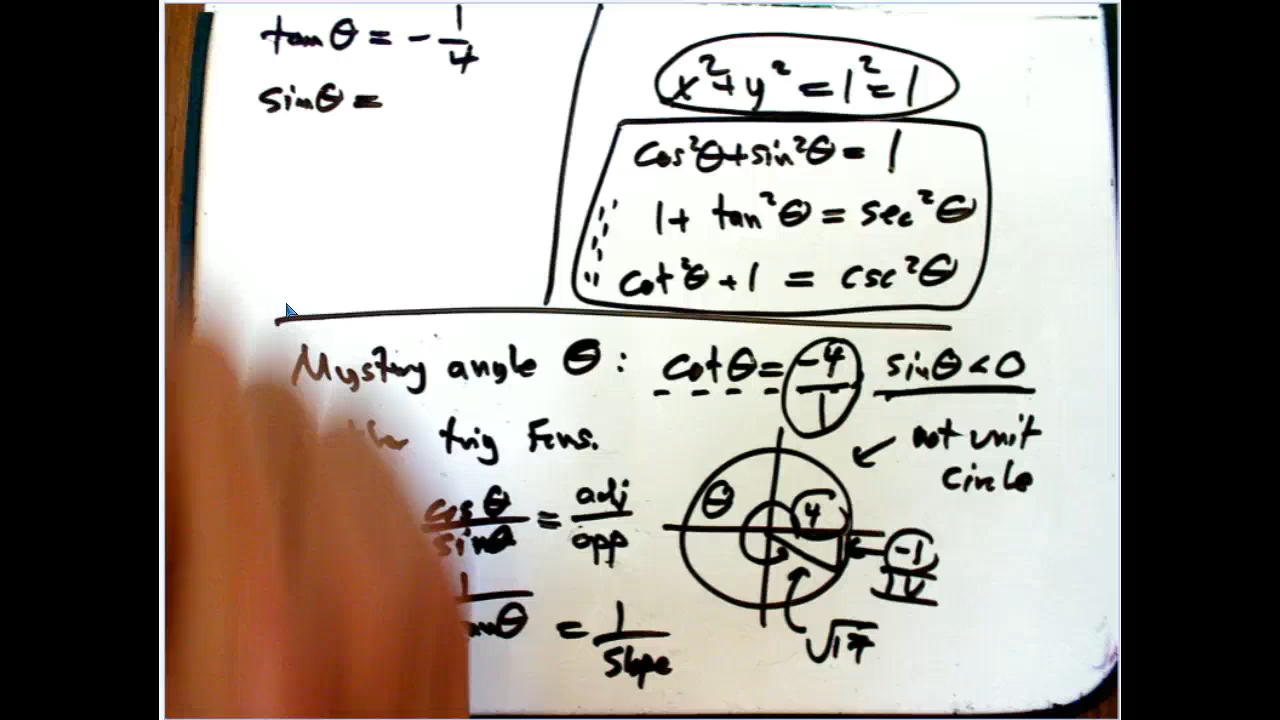 tan θ = - 1/4
sin θ =
x² + y² = 1² = 1
cos²θ + sin²θ = 1
1 + tan²θ = sec²θ
cot²θ + 1 = csc²θ
Mystery angle θ : cot θ = -4/1 sin θ < 0
trig Fcns.
not unit
circle
cos θ / sin θ = adj / opp
= 1 / slope
θ
4
-1
IV
√17